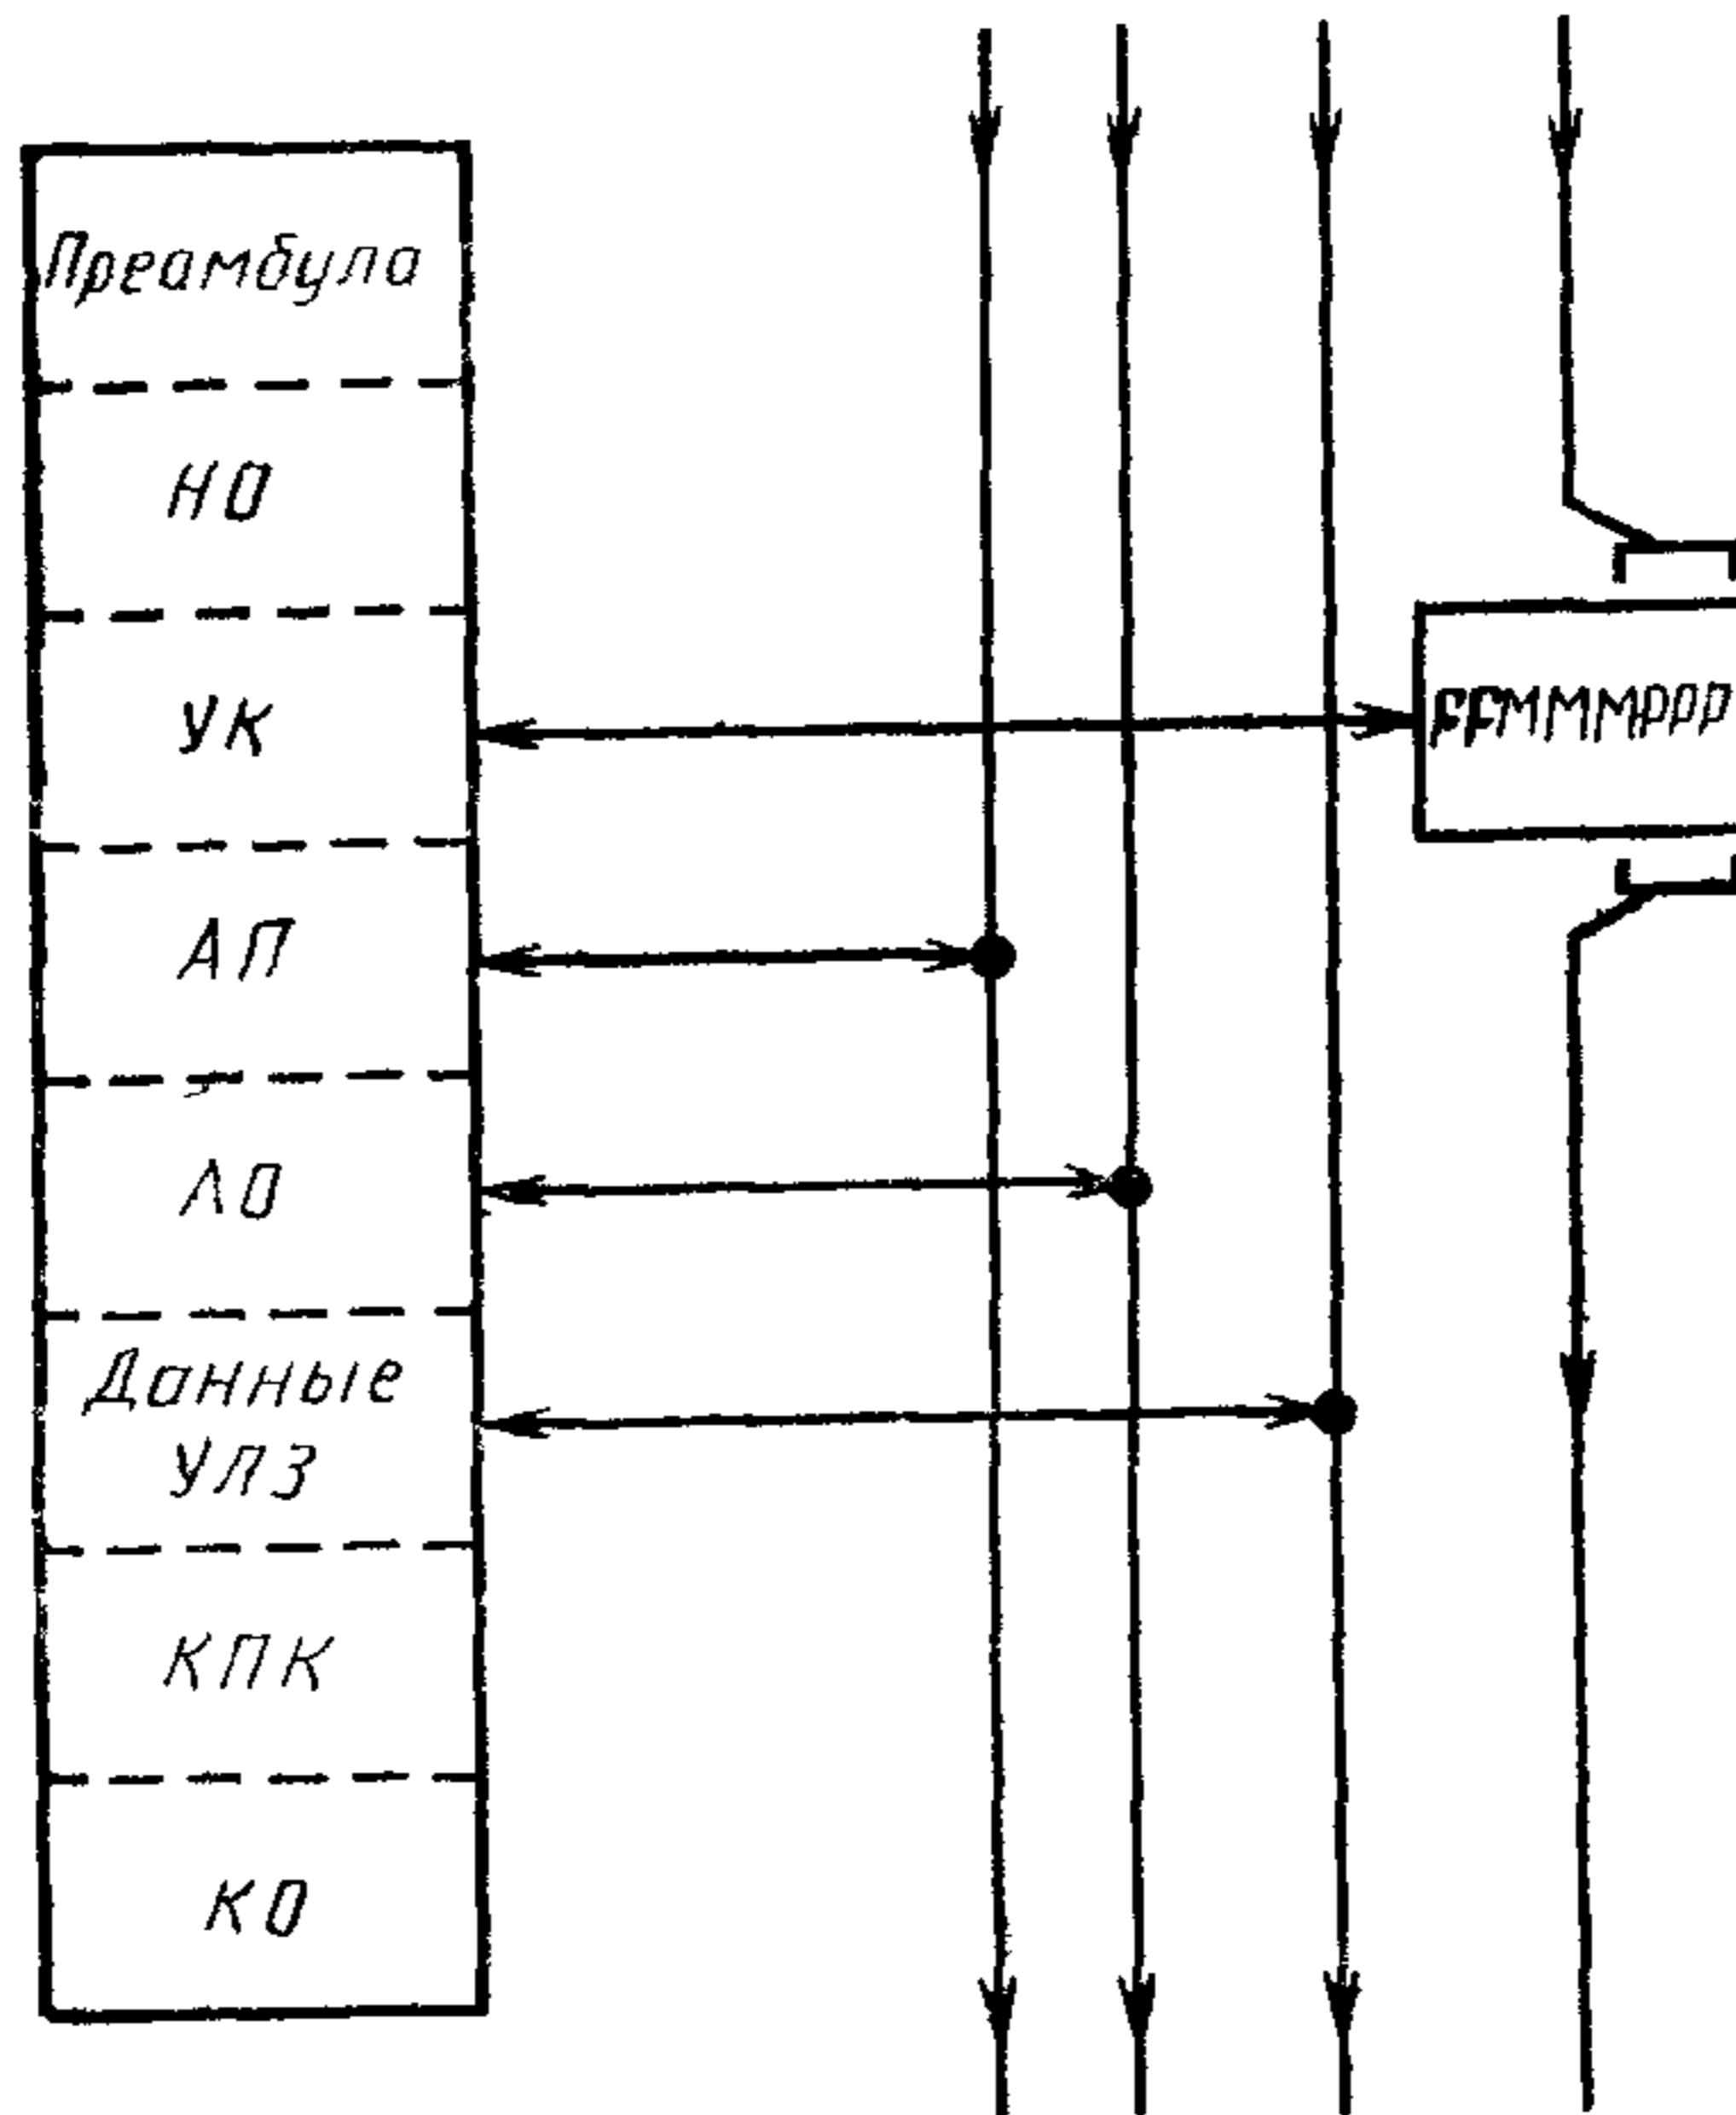 Преамбула
НО
УК
FFMMMPPP
АП
АО
Данные
УЛЗ
КПК
КО